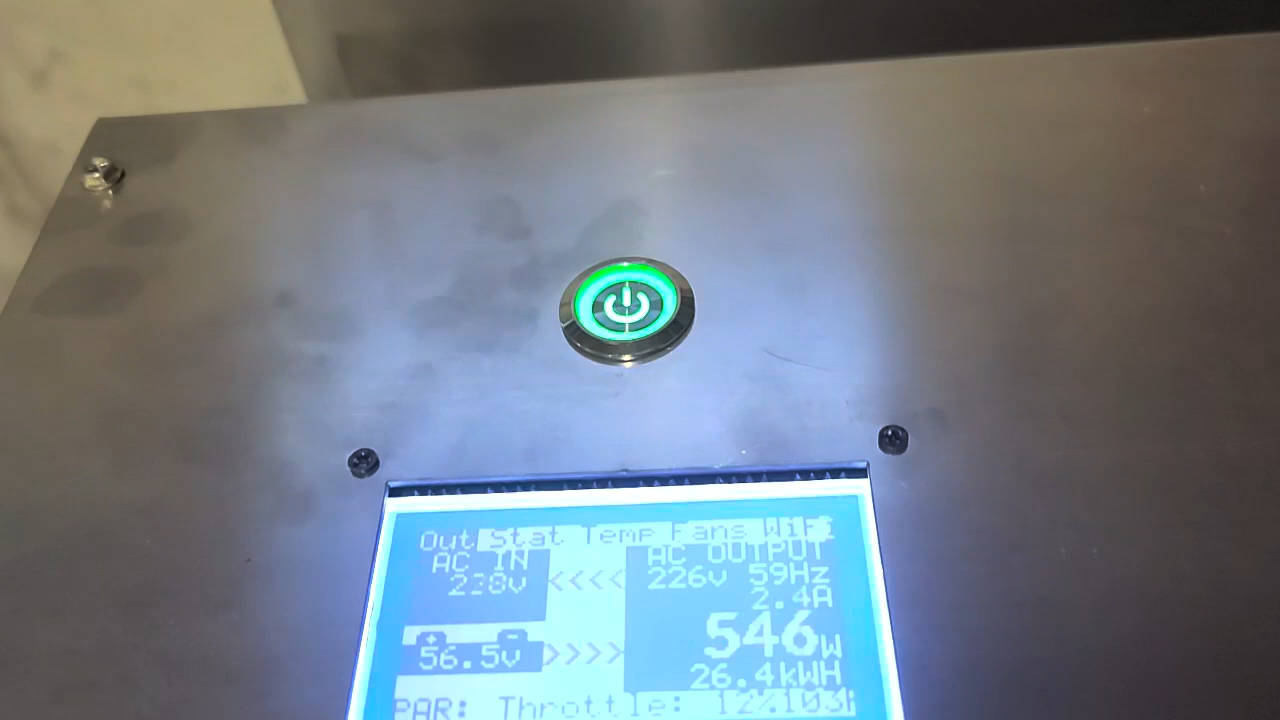 Out Stat Temp Fans WiFi
AC IN <<<< AC OUTPUT
226v 59Hz
2.4A
546W
56.5v >>>> 26.4kWH
PAR: Throttle: 12%